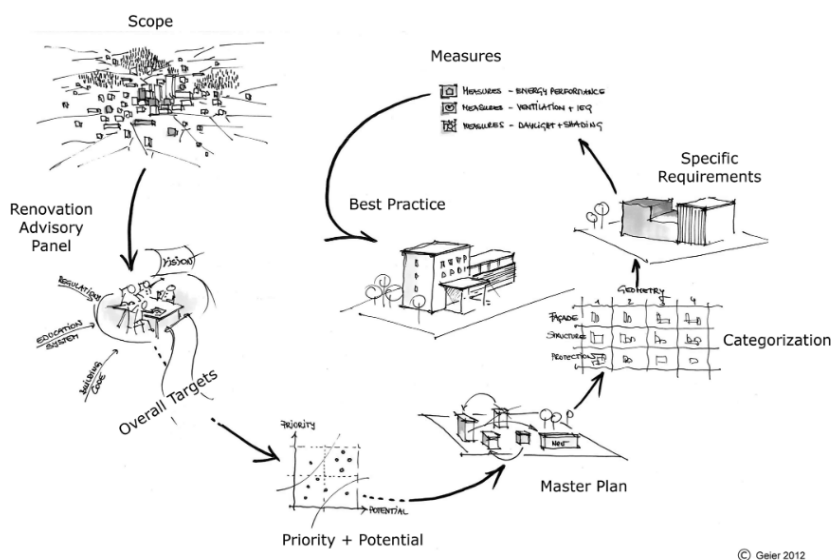 Scope
Measures
MEASURES - ENERGY PERFORMANCE
MEASURES - VENTILATION + IEQ
MEASURES - DAYLIGHT + SHADING
Specific
Requirements
Renovation
Advisory
Panel
Best Practice
VISION
REGULATIONS
EDUCATION
SYSTEM
BUILDING
CODE
Overall Targets
GEOMETRY
1 2 3 4
FAÇADE
STRUCTURE
PROTECTION
Categorization
PRIORITY
POTENTIAL
Priority + Potential
NEW
Master Plan
© Geier 2012